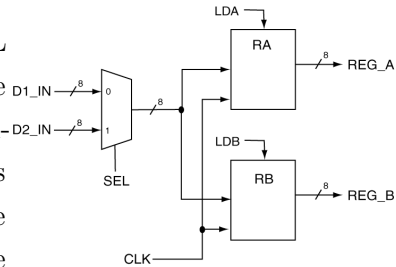 LDA
RA
8
REG_A
L
e
D1_IN
8
0
8
-
D2_IN
8
1
SEL
LDB
RB
8
REG_B
s
e
CLK
e